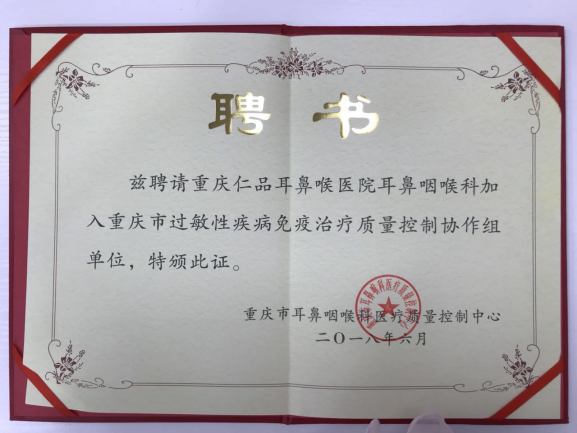 聘书
兹聘请重庆仁品耳鼻喉医院耳鼻咽喉科加
入重庆市过敏性疾病免疫治疗质量控制协作组
单位，特颁此证。
重庆市耳鼻咽喉科医疗质量控制中心
二〇一八年六月